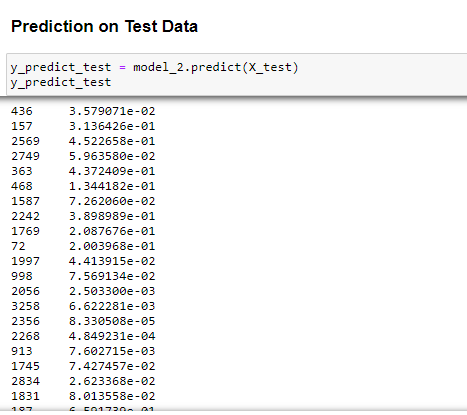 Prediction on Test Data
y_predict_test = model_2.predict(X_test)
y_predict_test
436 3.579071e-02
157 3.136426e-01
2569 4.522658e-01
2749 5.963580e-02
363 4.372409e-01
468 1.344182e-01
1587 7.262060e-02
2242 3.898989e-01
1769 2.087676e-01
72 2.003968e-01
1997 4.413915e-02
998 7.569134e-02
2056 2.503300e-03
3258 6.622281e-03
2356 8.330508e-05
2268 4.849231e-04
913 7.602715e-03
1745 7.427457e-02
2834 2.623368e-02
1831 8.013558e-02